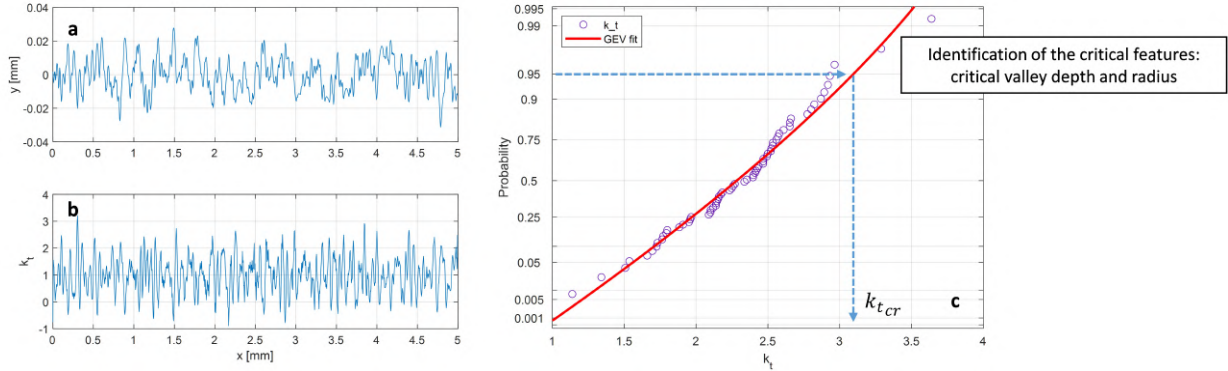 a
y [mm]
0.04
0.02
0
-0.02
-0.04
0 0.5 1 1.5 2 2.5 3 3.5 4 4.5 5
b
k_t
4
3
2
1
0
-1
0 0.5 1 1.5 2 2.5 3 3.5 4 4.5 5
x [mm]
k_t
GEV fit
Probability
0.995
0.99
0.95
0.9
0.75
0.5
0.25
0.05
0.005
0.001
k_{t_{cr}}
c
1 1.5 2 2.5 3 3.5 4
k_t
Identification of the critical features:
critical valley depth and radius